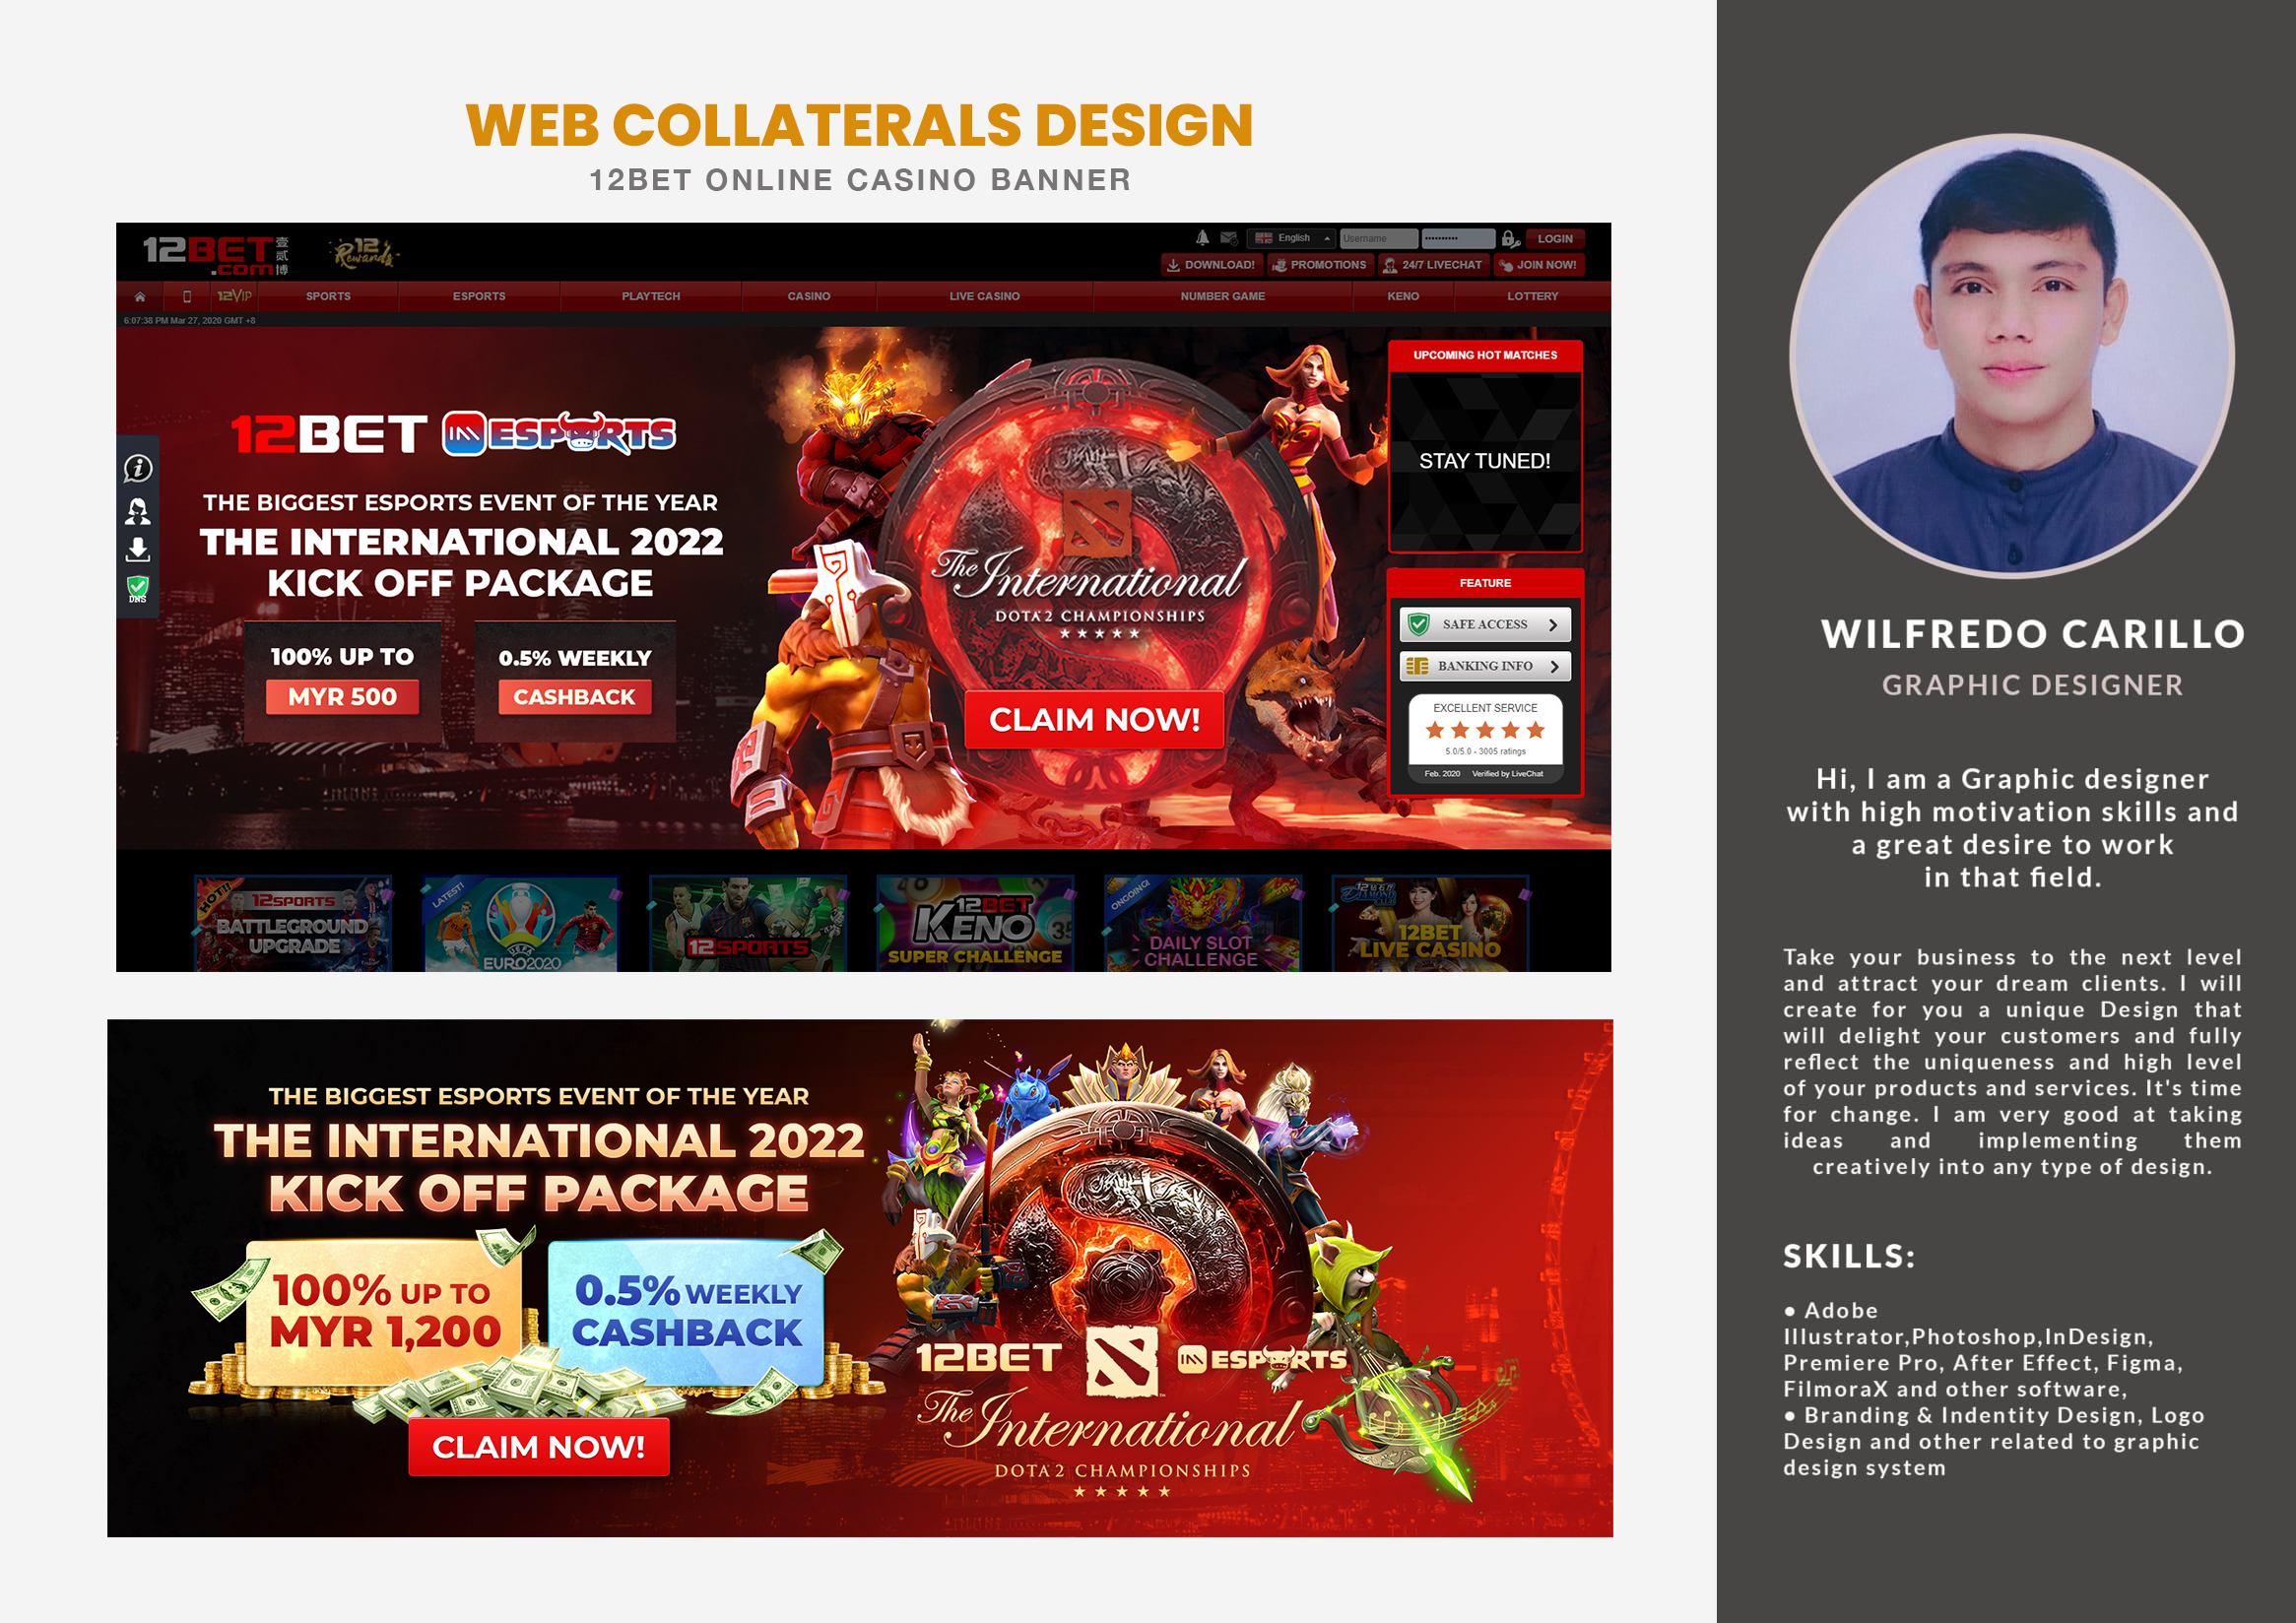 WEB COLLATERALS DESIGN
12BET ONLINE CASINO BANNER
12BET 壹贰博
.com
12 Rewards
English
Username
LOGIN
DOWNLOAD!
PROMOTIONS
24/7 LIVECHAT
JOIN NOW!
12VIP
SPORTS
ESPORTS
PLAYTECH
CASINO
LIVE CASINO
NUMBER GAME
KENO
LOTTERY
6:07:38 PM Mar 27, 2020 GMT +8
12BET IM ESPORTS
THE BIGGEST ESPORTS EVENT OF THE YEAR
THE INTERNATIONAL 2022
KICK OFF PACKAGE
100% UP TO
MYR 500
0.5% WEEKLY
CASHBACK
DNS
The International
DOTA 2 CHAMPIONSHIPS
★★★★★
CLAIM NOW!
UPCOMING HOT MATCHES
STAY TUNED!
FEATURE
SAFE ACCESS
BANKING INFO
EXCELLENT SERVICE
5.0/5.0 - 3005 ratings
Feb. 2020 Verified by LiveChat
HOT!!
12SPORTS
BATTLEGROUND
UPGRADE
LATEST!
EURO2020
12SPORTS
12BET
KENO
SUPER CHALLENGE
ONGOING!
DAILY SLOT
CHALLENGE
DIAMOND
12BET
LIVE CASINO
THE BIGGEST ESPORTS EVENT OF THE YEAR
THE INTERNATIONAL 2022
KICK OFF PACKAGE
100% UP TO
MYR 1,200
0.5% WEEKLY
CASHBACK
CLAIM NOW!
12BET
IM ESPORTS
The International
DOTA 2 CHAMPIONSHIPS
★★★★★
WILFREDO CARILLO
GRAPHIC DESIGNER
Hi, I am a Graphic designer
with high motivation skills and
a great desire to work
in that field.
Take your business to the next level
and attract your dream clients. I will
create for you a unique Design that
will delight your customers and fully
reflect the uniqueness and high level
of your products and services. It's time
for change. I am very good at taking
ideas and implementing them
creatively into any type of design.
SKILLS:
● Adobe
Illustrator,Photoshop,InDesign,
Premiere Pro, After Effect, Figma,
FilmoraX and other software,
● Branding & Indentity Design, Logo
Design and other related to graphic
design system